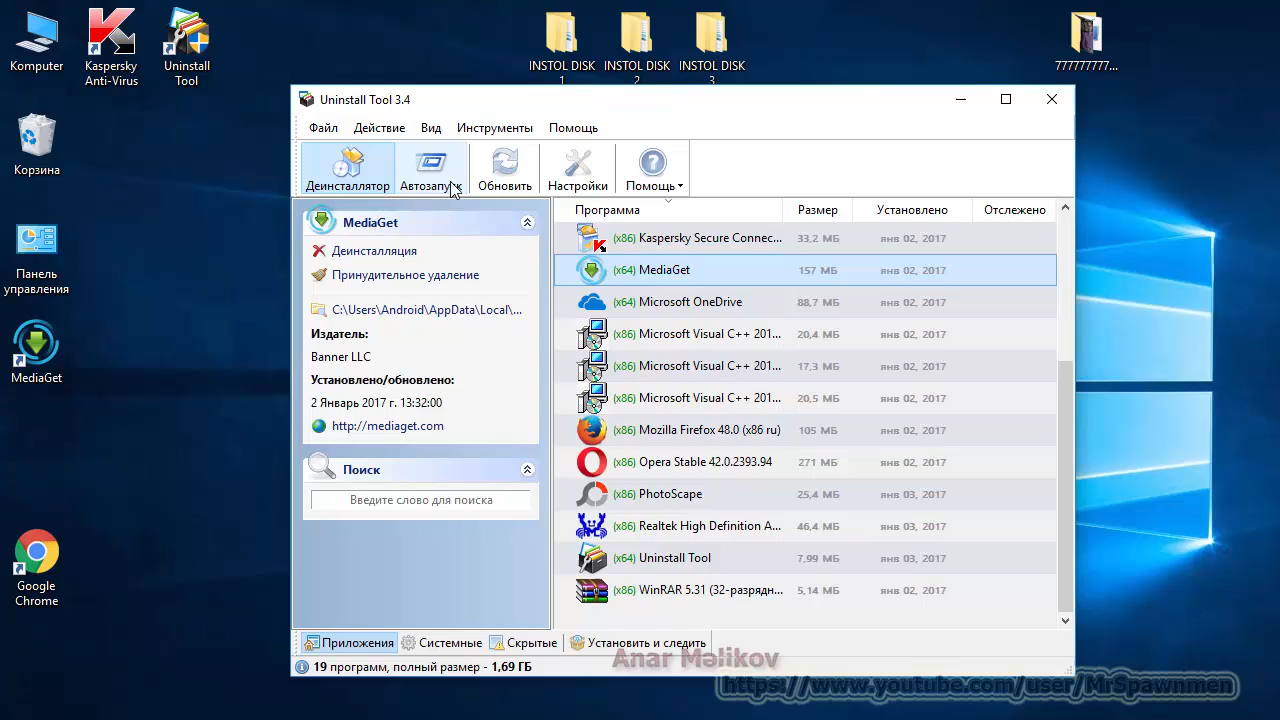 Komputer
Kaspersky
Anti-Virus
Uninstall
Tool
INSTOL DISK
1
INSTOL DISK
2
INSTOL DISK
3
777777777...
Корзина
Панель
управления
MediaGet
Google
Chrome
Uninstall Tool 3.4
Файл Действие Вид Инструменты Помощь
Деинсталлятор Обновить Настройки Помощь
MediaGet
Деинсталляция
Принудительное удаление
C:\Users\Android\AppData\Local\...
Издатель:
Banner LLC
Установлено/обновлено:
2 Январь 2017 г. 13:32:00
http://mediaget.com
Поиск
Введите слово для поиска
Программа Размер Установлено Отслежено
(x86) Kaspersky Secure Connec... 33,2 МБ янв 02, 2017
(x64) MediaGet 157 МБ янв 02, 2017
(x64) Microsoft OneDrive 88,7 МБ янв 02, 2017
(x86) Microsoft Visual C++ 201... 20,4 МБ янв 02, 2017
(x86) Microsoft Visual C++ 201... 17,3 МБ янв 02, 2017
(x86) Microsoft Visual C++ 201... 20,5 МБ янв 02, 2017
(x86) Mozilla Firefox 48.0 (x86 ru) 105 МБ янв 02, 2017
(x86) Opera Stable 42.0.2393.94 271 МБ янв 02, 2017
(x86) PhotoScape 25,4 МБ янв 03, 2017
(x86) Realtek High Definition A... 46,4 МБ янв 03, 2017
(x64) Uninstall Tool 7,99 МБ янв 03, 2017
(x86) WinRAR 5.31 (32-разрядн... 5,14 МБ янв 02, 2017
Приложения Системные Скрытые Установить и следить
19 программ, полный размер - 1,69 ГБ
Anar Məlikov
https://www.youtube.com/user/MrSpawnmen